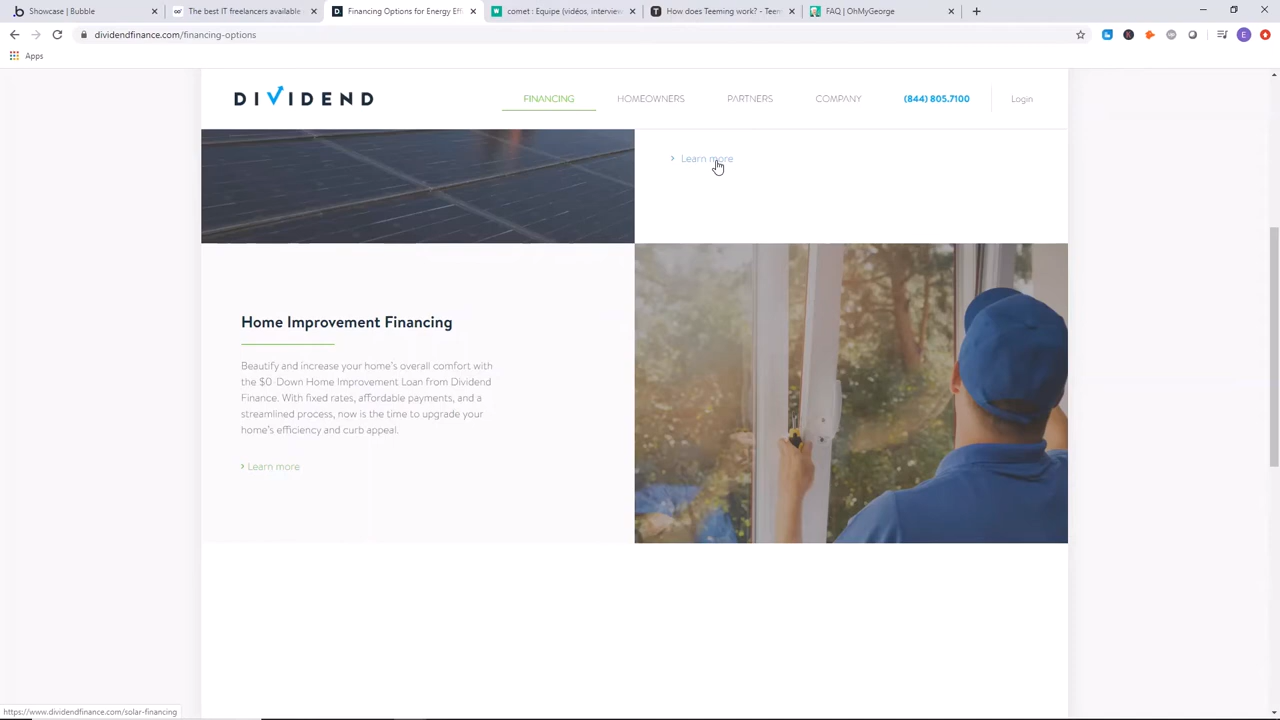 Showcase | Bubble
The best IT freelancers available
Financing Options for Energy Eff
comet : Equipe (vidéos, interview
How does Teeming work? - Teem
FAQ | OhMyGeorge
dividendfinance.com/financing-options
Apps
DIVIDEND
FINANCING
HOMEOWNERS
PARTNERS
COMPANY
(844) 805.7100
Login
Learn more
Home Improvement Financing
Beautify and increase your home's overall comfort with
the $0 Down Home Improvement Loan from Dividend
Finance. With fixed rates, affordable payments, and a
streamlined process, now is the time to upgrade your
home's efficiency and curb appeal.
Learn more
https://www.dividendfinance.com/solar-financing